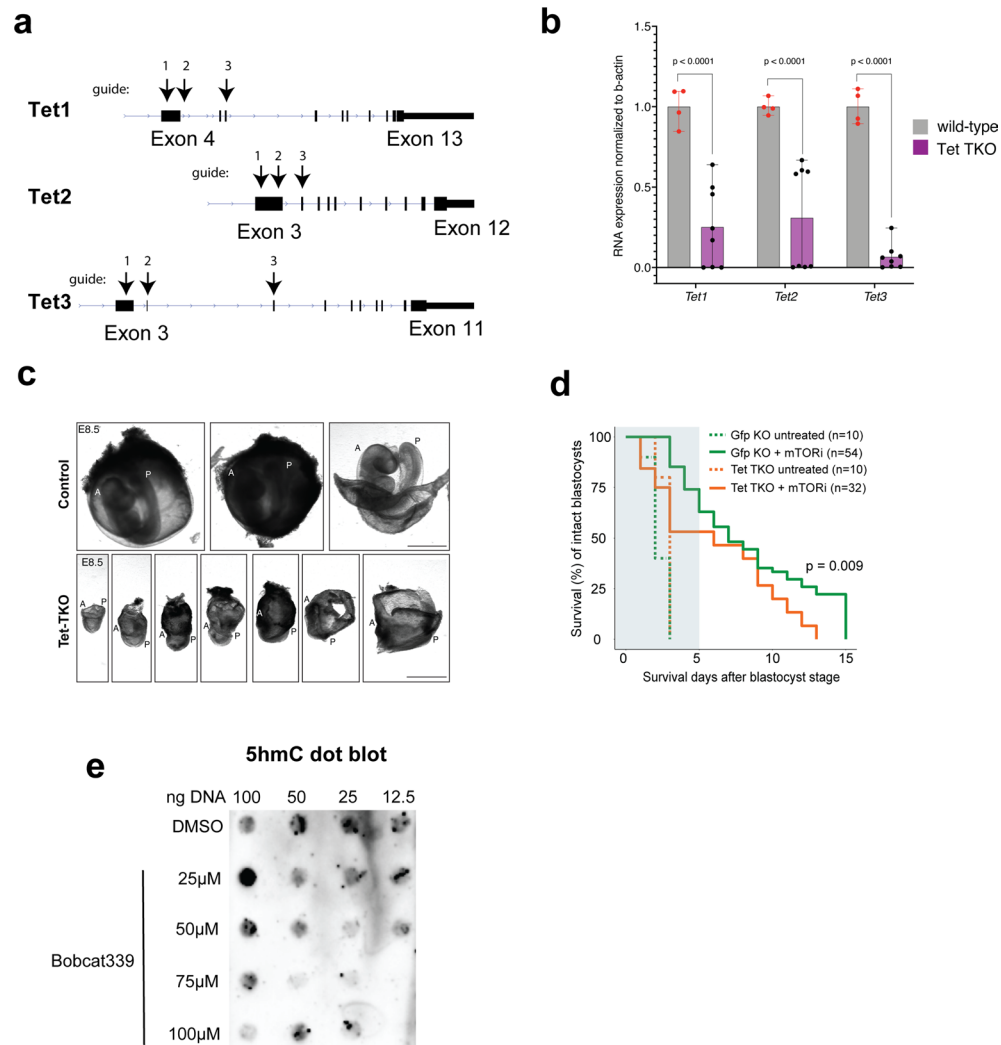 a
guide:
1 2 3
Tet1
Exon 4
Exon 13
guide:
1 2 3
Tet2
Exon 3
Exon 12
guide:
1 2 3
Tet3
Exon 3
Exon 11
b
RNA expression normalized to b-actin
1.5
1.0
0.5
0.0
p < 0.0001
p < 0.0001
p < 0.0001
Tet1
Tet2
Tet3
wild-type
Tet TKO
c
Control
E8.5
A P
A P
A P
Tet-TKO
E8.5
A P
A P
A P
A P
A P
A P
A P
d
Survival (%) of intact blastocysts
100
75
50
25
0
Gfp KO untreated (n=10)
Gfp KO + mTORi (n=54)
Tet TKO untreated (n=10)
Tet TKO + mTORi (n=32)
p = 0.009
0 5 10 15
Survival days after blastocyst stage
e
5hmC dot blot
ng DNA 100 50 25 12.5
DMSO
Bobcat339
25µM
50µM
75µM
100µM